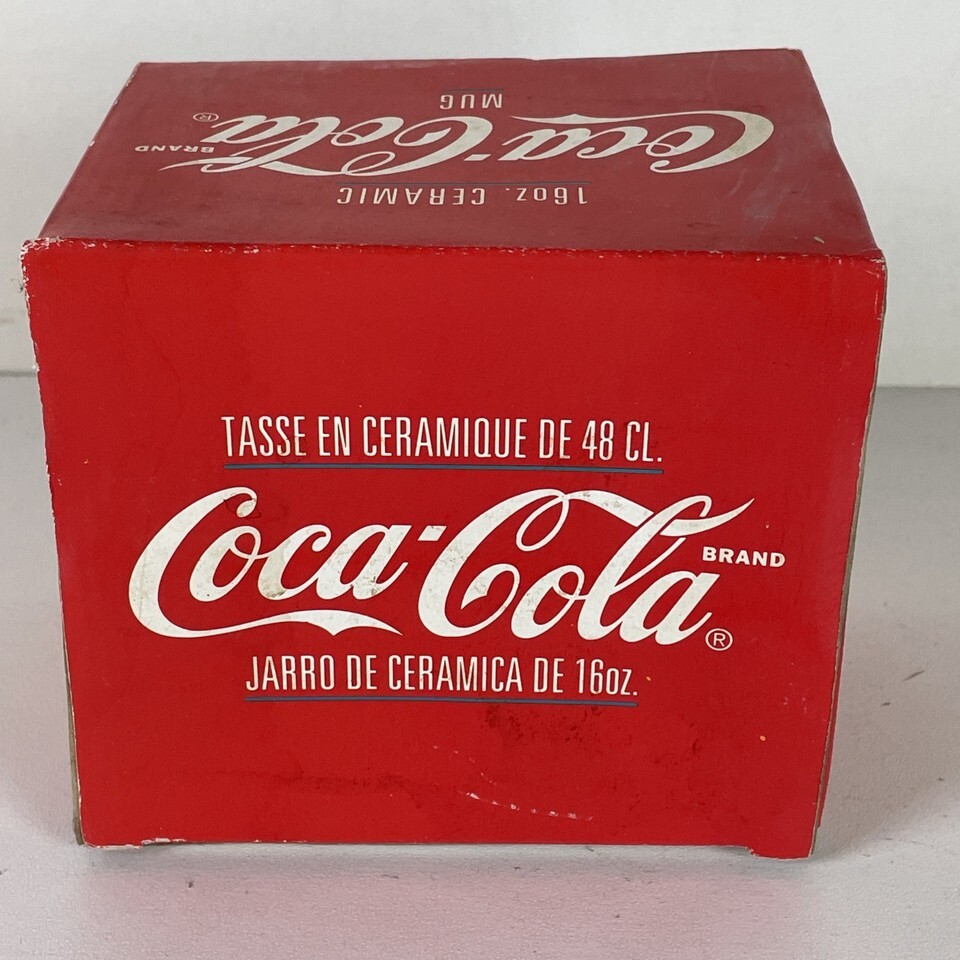 16oz. CERAMIC
Coca-Cola®
BRAND
MUG
TASSE EN CERAMIQUE DE 48 CL.
Coca-Cola®
BRAND
JARRO DE CERAMICA DE 16oz.